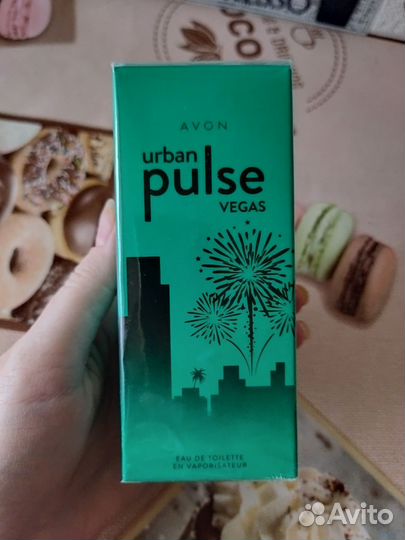 AVON
urban
pulse
VEGAS
EAU DE TOILETTE
EN VAPORISATEUR
Avito